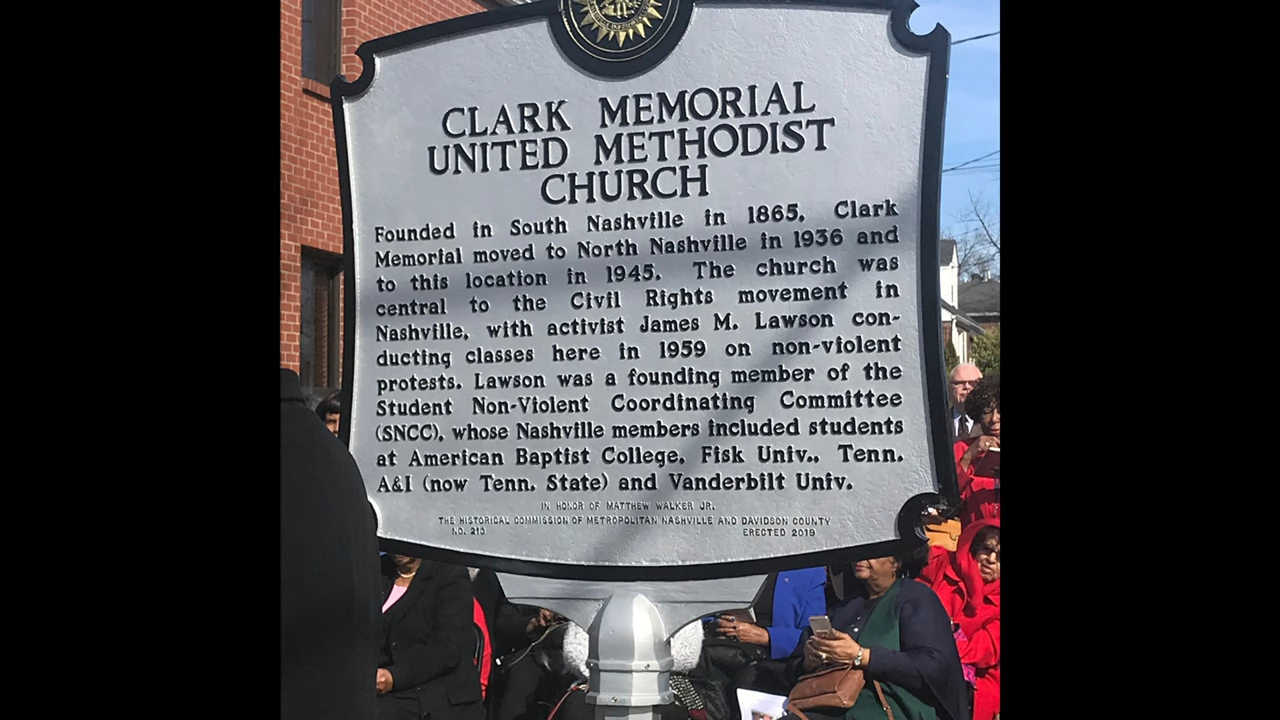 CLARK MEMORIAL
UNITED METHODIST
CHURCH
Founded in South Nashville in 1865, Clark
Memorial moved to North Nashville in 1936 and
to this location in 1945. The church was
central to the Civil Rights movement in
Nashville, with activist James M. Lawson con-
ducting classes here in 1959 on non-violent
protests. Lawson was a founding member of the
Student Non-Violent Coordinating Committee
(SNCC), whose Nashville members included students
at American Baptist College, Fisk Univ., Tenn.
A&I (now Tenn. State) and Vanderbilt Univ.
IN HONOR OF MATTHEW WALKER JR.
THE HISTORICAL COMMISSION OF METROPOLITAN NASHVILLE AND DAVIDSON COUNTY
NO. 213 ERECTED 2019